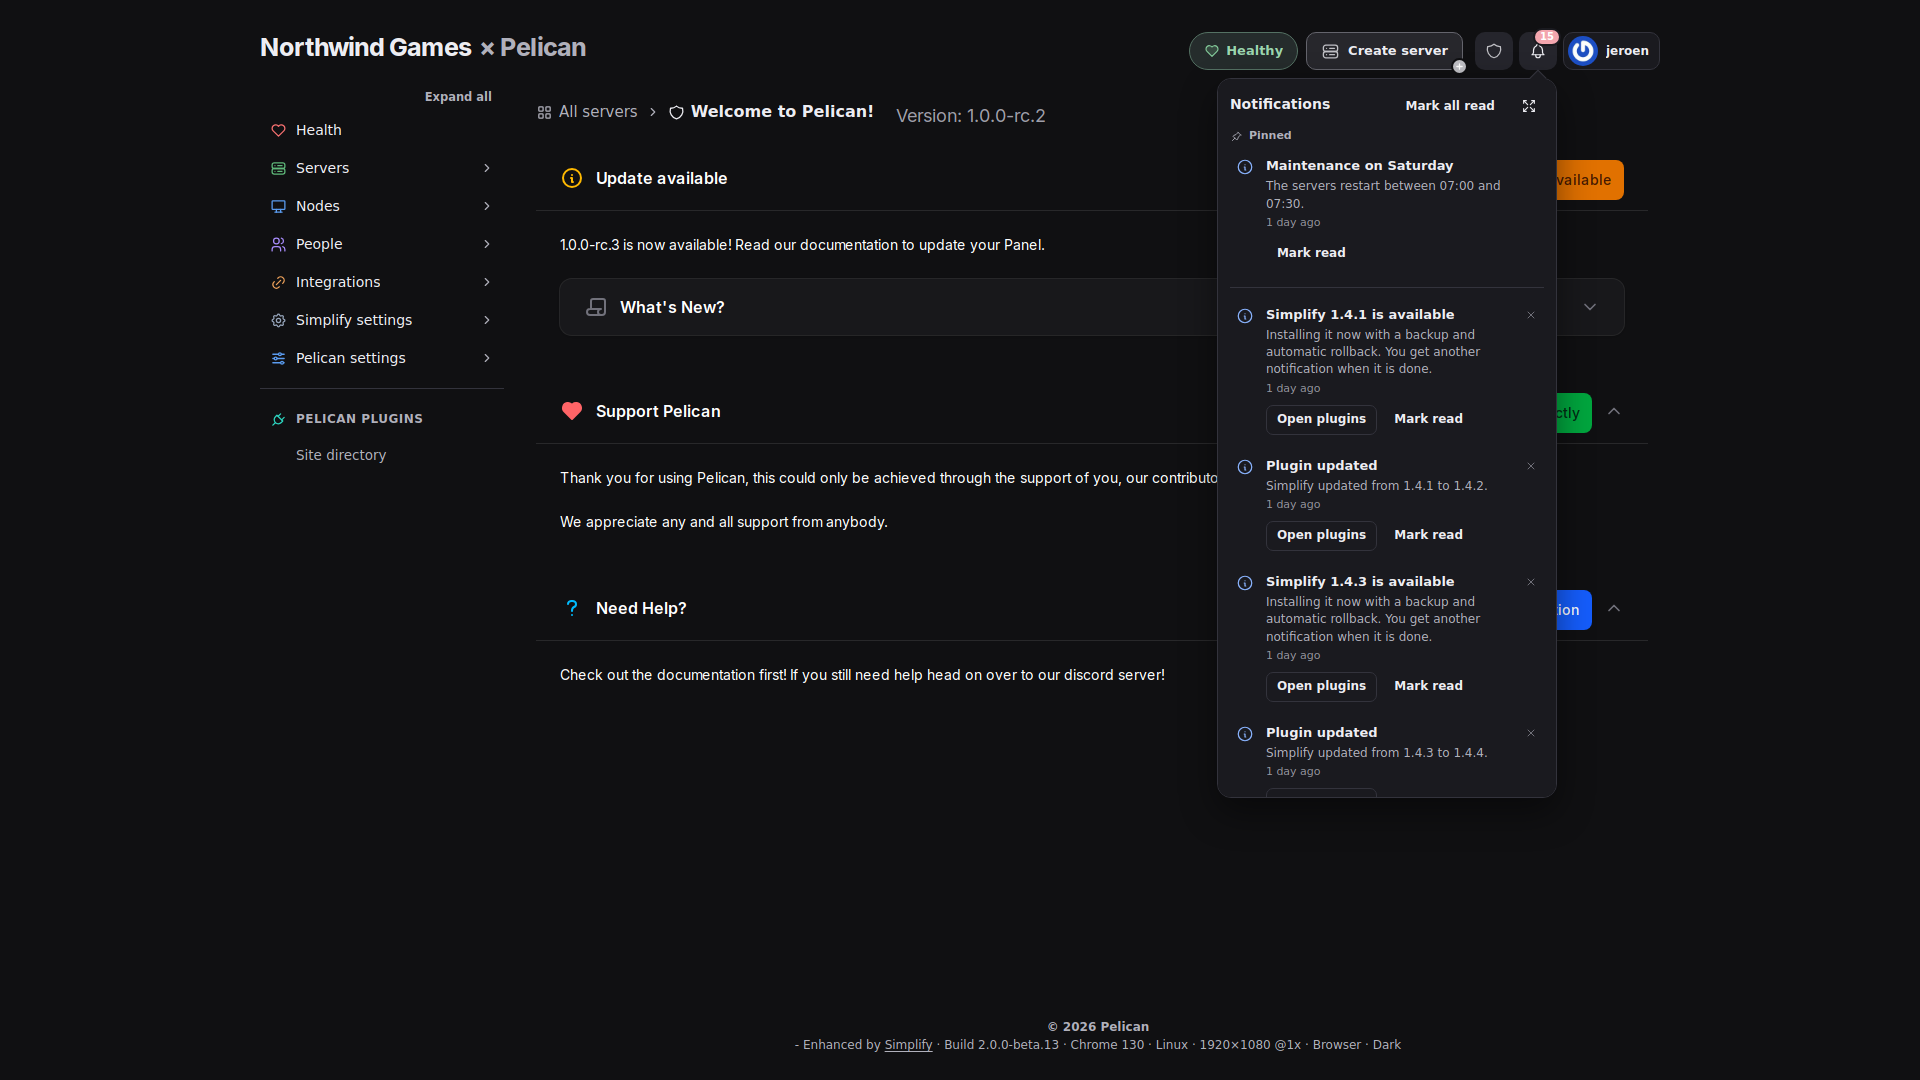 Northwind Games × Pelican
Healthy
Create server
15
jeroen
Expand all
Health
Servers
Nodes
People
Integrations
Simplify settings
Pelican settings
PELICAN PLUGINS
Site directory
All servers
Welcome to Pelican!
Version: 1.0.0-rc.2
Update available
vailable
1.0.0-rc.3 is now available! Read our documentation to update your Panel.
What's New?
Support Pelican
ctly
Thank you for using Pelican, this could only be achieved through the support of you, our contributo
We appreciate any and all support from anybody.
Need Help?
tion
Check out the documentation first! If you still need help head on over to our discord server!
Notifications
Mark all read
Pinned
Maintenance on Saturday
The servers restart between 07:00 and
07:30.
1 day ago
Mark read
Simplify 1.4.1 is available
Installing it now with a backup and
automatic rollback. You get another
notification when it is done.
1 day ago
Open plugins
Mark read
Plugin updated
Simplify updated from 1.4.1 to 1.4.2.
1 day ago
Open plugins
Mark read
Simplify 1.4.3 is available
Installing it now with a backup and
automatic rollback. You get another
notification when it is done.
1 day ago
Open plugins
Mark read
Plugin updated
Simplify updated from 1.4.3 to 1.4.4.
1 day ago
© 2026 Pelican
- Enhanced by Simplify · Build 2.0.0-beta.13 · Chrome 130 · Linux · 1920×1080 @1x · Browser · Dark